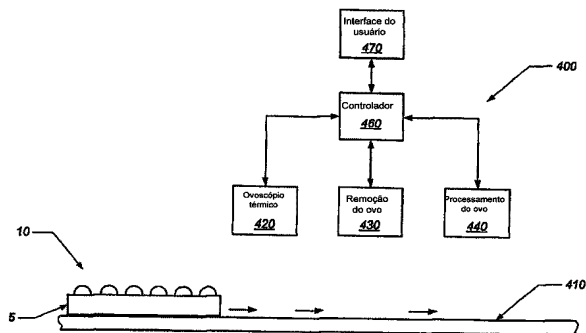 Interface do
usuário
470
400
Controlador
460
Ovoscópio
térmico
420
Remoção
do ovo
430
Processamento
do ovo
440
10
410
5